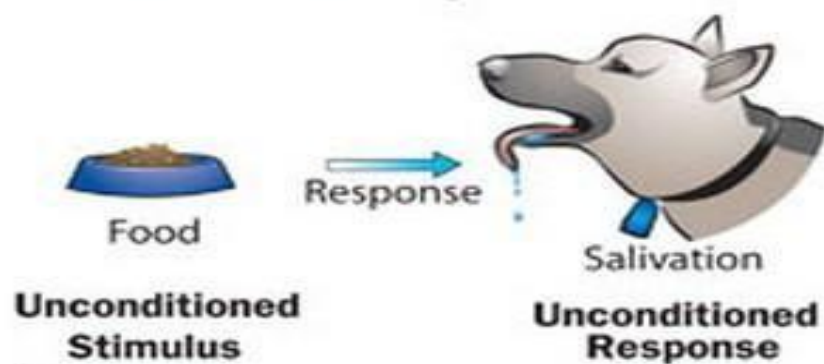 Response
Food
Salivation
Unconditioned
Stimulus
Unconditioned
Response